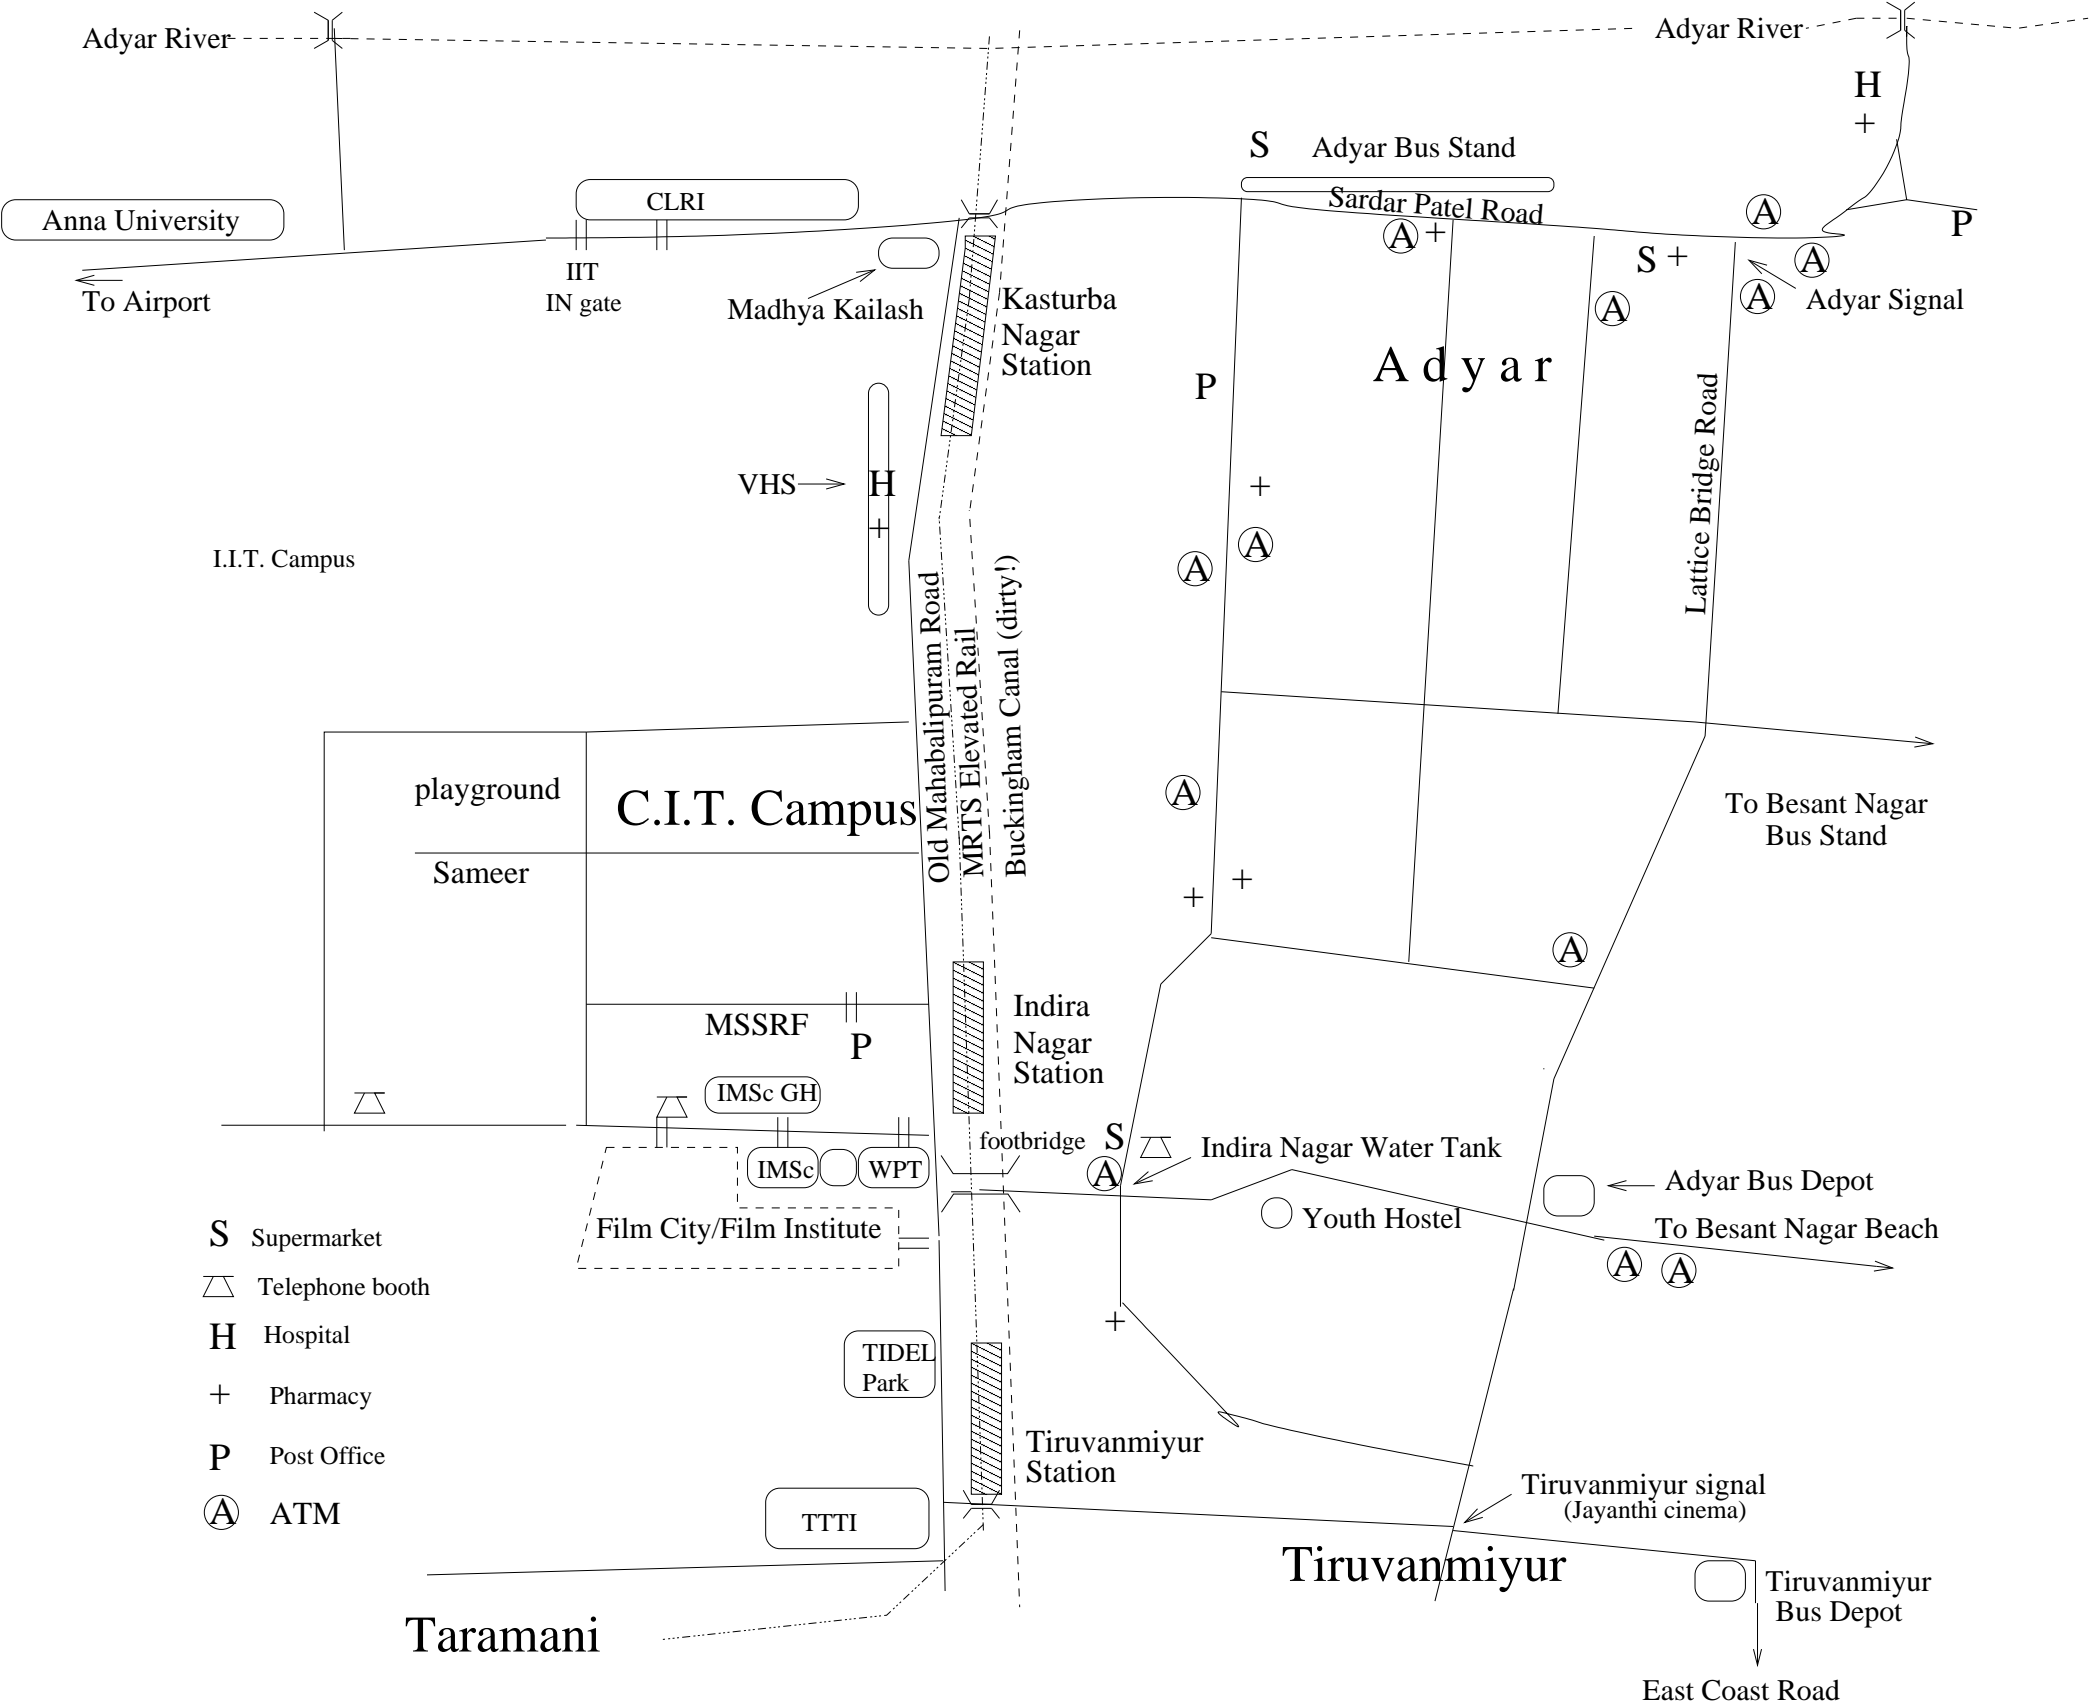 Adyar River
Adyar River
H
+
S
Adyar Bus Stand
Anna University
CLRI
Sardar Patel Road
A
P
A
+
IIT
IN gate
To Airport
Madhya Kailash
Kasturba
Nagar
Station
S
+
A
A
A
A
Adyar Signal
A d y a r
P
VHS
H
+
+
A
A
I.I.T. Campus
Lattice Bridge Road
Old Mahabalipuram Road
MRTS Elevated Rail
Buckingham Canal (dirty!)
playground
C.I.T. Campus
Sameer
A
To Besant Nagar
Bus Stand
+
+
A
MSSRF
P
Indira
Nagar
Station
IMSc GH
footbridge
S
A
Indira Nagar Water Tank
IMSc
WPT
Adyar Bus Depot
Film City/Film Institute
Youth Hostel
To Besant Nagar Beach
A
A
S Supermarket
Telephone booth
H Hospital
+ Pharmacy
P Post Office
A ATM
+
TIDEL
Park
Tiruvanmiyur
Station
TTTI
Tiruvanmiyur signal
(Jayanthi cinema)
Tiruvanmiyur
Tiruvanmiyur
Bus Depot
Taramani
East Coast Road